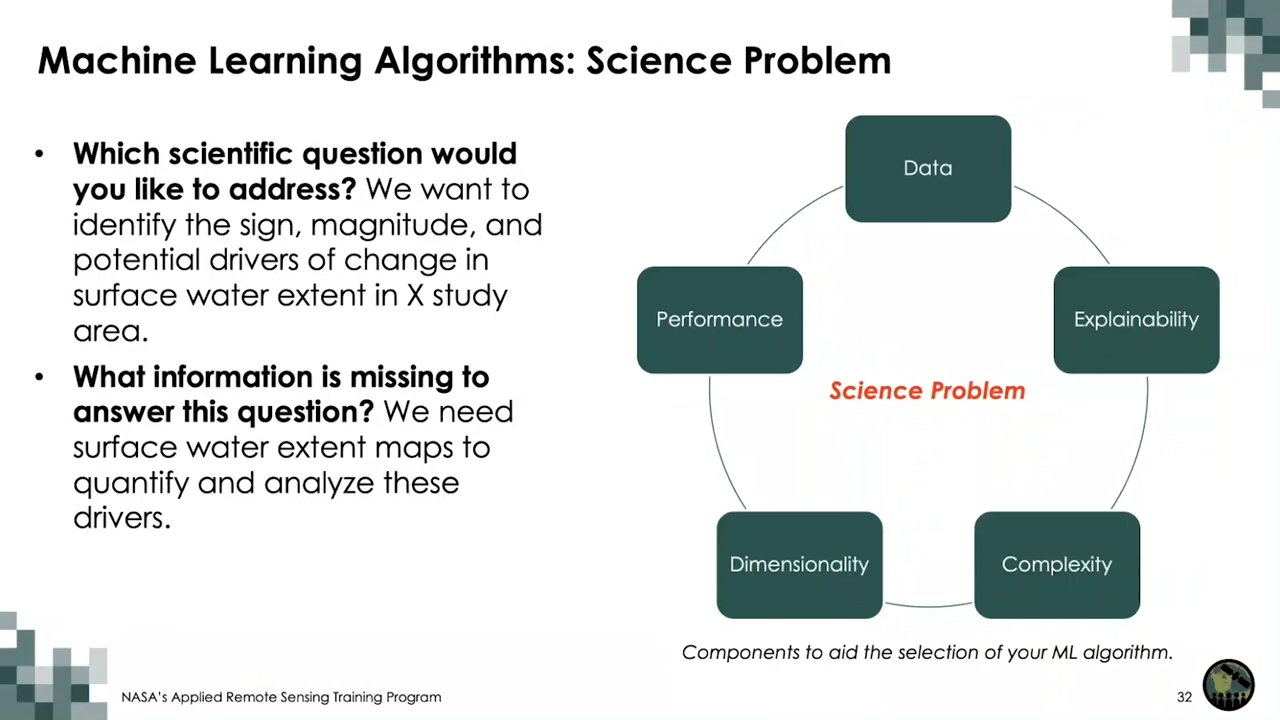 Machine Learning Algorithms: Science Problem
• Which scientific question would
you like to address? We want to
identify the sign, magnitude, and
potential drivers of change in
surface water extent in X study
area.
• What information is missing to
answer this question? We need
surface water extent maps to
quantify and analyze these
drivers.
Data
Performance
Explainability
Science Problem
Dimensionality
Complexity
Components to aid the selection of your ML algorithm.
NASA's Applied Remote Sensing Training Program
32